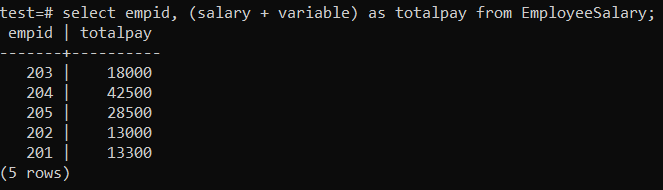 test=# select empid, (salary + variable) as totalpay from EmployeeSalary;
 empid | totalpay
-------+----------
   203 |    18000
   204 |    42500
   205 |    28500
   202 |    13000
   201 |    13300
(5 rows)